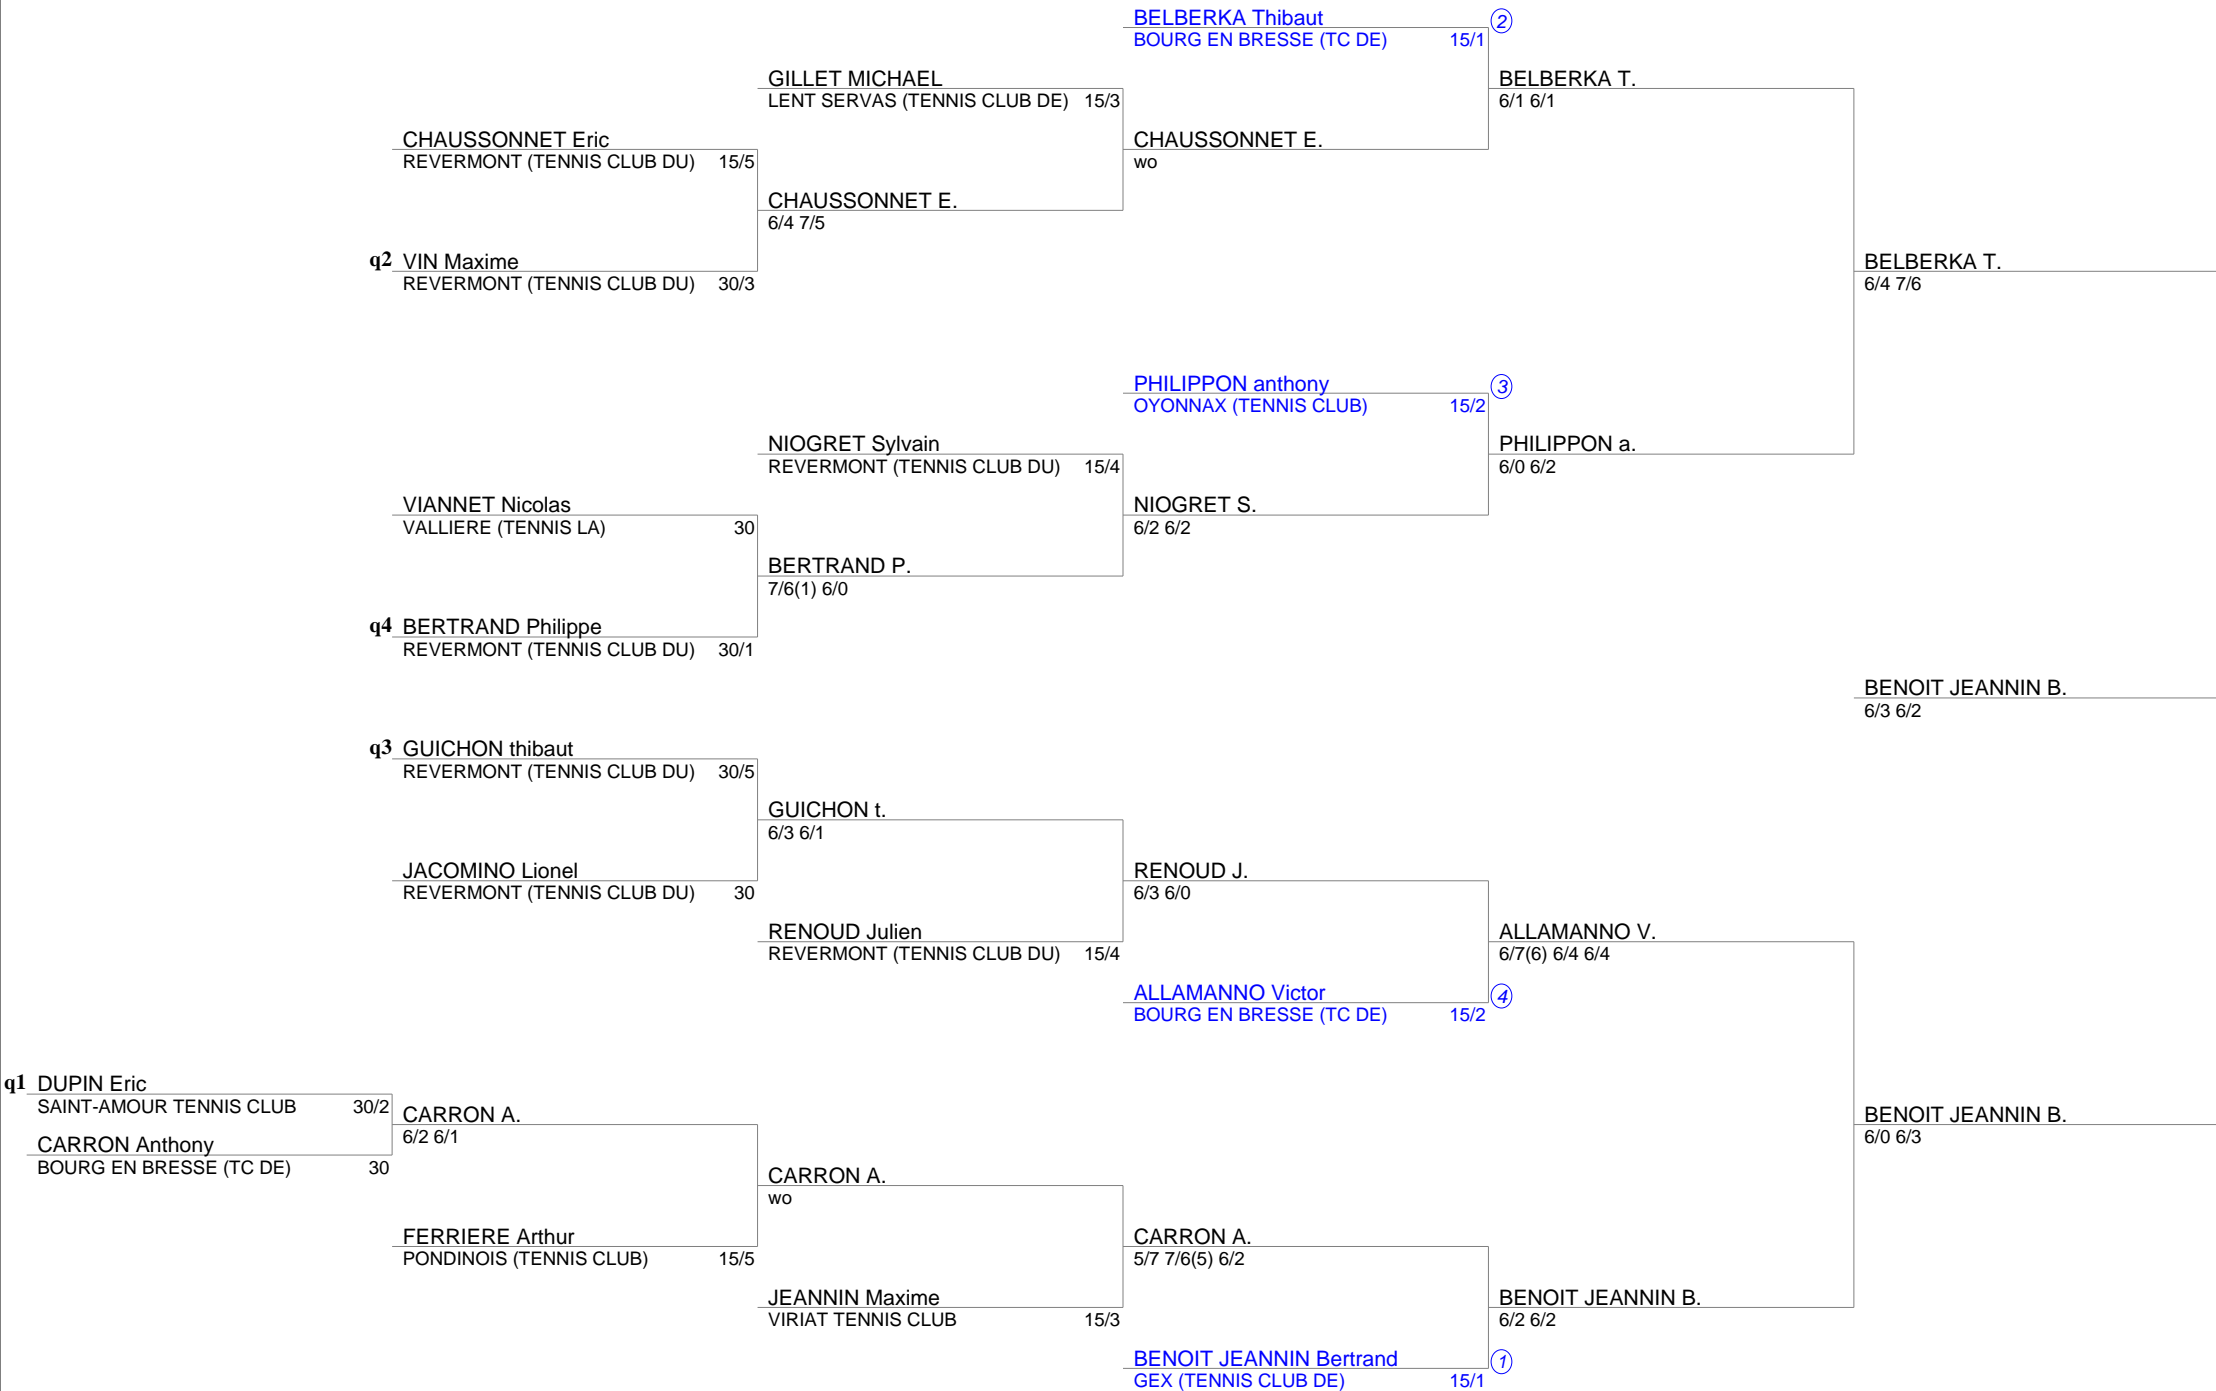 BELBERKA Thibaut 2
BOURG EN BRESSE (TC DE) 15/1
GILLET MICHAEL
LENT SERVAS (TENNIS CLUB DE) 15/3
BELBERKA T.
6/1 6/1
CHAUSSONNET Eric
REVERMONT (TENNIS CLUB DU) 15/5
CHAUSSONNET E.
wo
CHAUSSONNET E.
6/4 7/5
q2 VIN Maxime
REVERMONT (TENNIS CLUB DU) 30/3
BELBERKA T.
6/4 7/6
PHILIPPON anthony 3
OYONNAX (TENNIS CLUB) 15/2
NIOGRET Sylvain
REVERMONT (TENNIS CLUB DU) 15/4
PHILIPPON a.
6/0 6/2
VIANNET Nicolas
VALLIERE (TENNIS LA) 30
NIOGRET S.
6/2 6/2
BERTRAND P.
7/6(1) 6/0
q4 BERTRAND Philippe
REVERMONT (TENNIS CLUB DU) 30/1
BENOIT JEANNIN B.
6/3 6/2
q3 GUICHON thibaut
REVERMONT (TENNIS CLUB DU) 30/5
GUICHON t.
6/3 6/1
JACOMINO Lionel
REVERMONT (TENNIS CLUB DU) 30
RENOUD J.
6/3 6/0
RENOUD Julien
REVERMONT (TENNIS CLUB DU) 15/4
ALLAMANNO V.
6/7(6) 6/4 6/4
ALLAMANNO Victor 4
BOURG EN BRESSE (TC DE) 15/2
q1 DUPIN Eric
SAINT-AMOUR TENNIS CLUB 30/2
CARRON A.
6/2 6/1
BENOIT JEANNIN B.
6/0 6/3
CARRON Anthony
BOURG EN BRESSE (TC DE) 30
CARRON A.
wo
FERRIERE Arthur
PONDINOIS (TENNIS CLUB) 15/5
CARRON A.
5/7 7/6(5) 6/2
JEANNIN Maxime
VIRIAT TENNIS CLUB 15/3
BENOIT JEANNIN B.
6/2 6/2
BENOIT JEANNIN Bertrand 1
GEX (TENNIS CLUB DE) 15/1